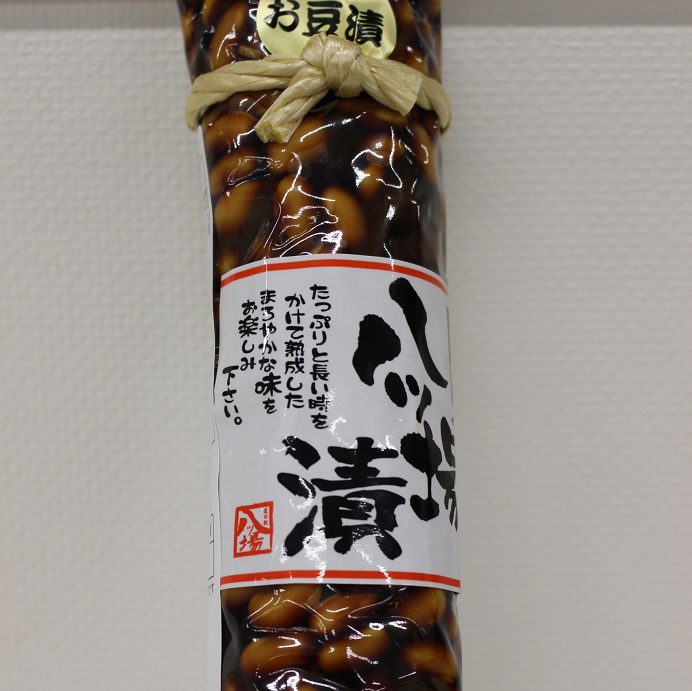 お豆漬
八ッ場
漬
たっぷりと長い時を
かけて熟成した
まろやかな味を
お楽しみ
下さい。
八ッ場